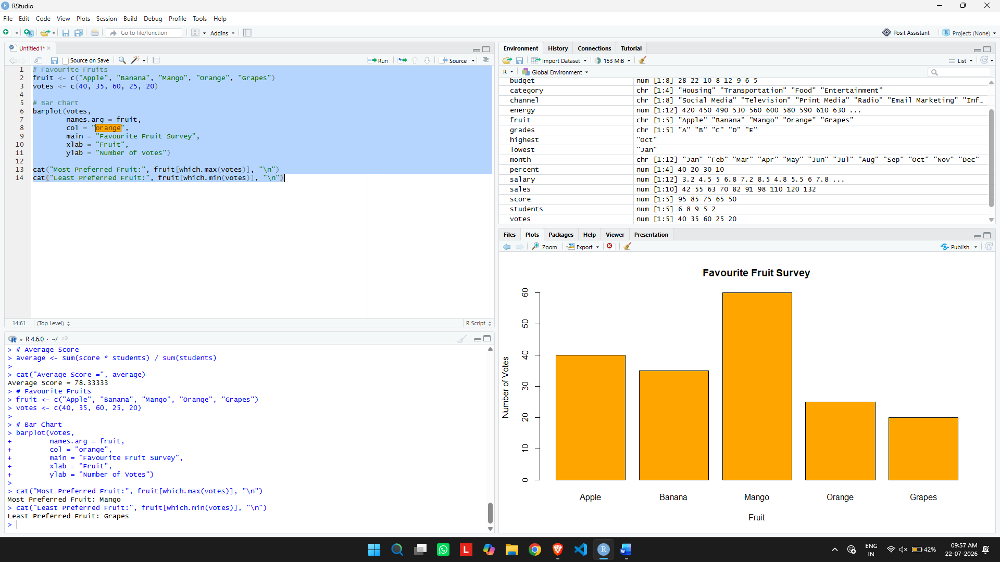 RStudio
File Edit Code View Plots Session Build Debug Profile Tools Help
Go to file/function Addins Posit Assistant Project: (None)
Untitled1*
Source on Save Run Source
1 # Favourite Fruits
2 fruit <- c("Apple", "Banana", "Mango", "Orange", "Grapes")
3 votes <- c(40, 35, 60, 25, 20)
4
5 # Bar Chart
6 barplot(votes,
7 names.arg = fruit,
8 col = "orange",
9 main = "Favourite Fruit Survey",
10 xlab = "Fruit",
11 ylab = "Number of Votes")
12
13 cat("Most Preferred Fruit:", fruit[which.max(votes)], "\n")
14 cat("Least Preferred Fruit:", fruit[which.min(votes)], "\n")
14:61 (Top Level) R Script
R 4.6.0 · ~/
> # Average Score
> average <- sum(score * students) / sum(students)
>
> cat("Average Score =", average)
Average Score = 78.33333
> # Favourite Fruits
> fruit <- c("Apple", "Banana", "Mango", "Orange", "Grapes")
> votes <- c(40, 35, 60, 25, 20)
>
> # Bar Chart
> barplot(votes,
+ names.arg = fruit,
+ col = "orange",
+ main = "Favourite Fruit Survey",
+ xlab = "Fruit",
+ ylab = "Number of Votes")
>
> cat("Most Preferred Fruit:", fruit[which.max(votes)], "\n")
Most Preferred Fruit: Mango
> cat("Least Preferred Fruit:", fruit[which.min(votes)], "\n")
Least Preferred Fruit: Grapes
>
Environment History Connections Tutorial
Import Dataset 153 MiB List
R Global Environment
budget num [1:8] 28 22 10 8 12 9 6 5
category chr [1:4] "Housing" "Transportation" "Food" "Entertainment"
channel chr [1:8] "Social Media" "Television" "Print Media" "Radio" "Email Marketing" "Inf…
energy num [1:12] 420 450 490 530 560 600 580 590 610 630 ...
fruit chr [1:5] "Apple" "Banana" "Mango" "Orange" "Grapes"
grades chr [1:5] "A" "B" "C" "D" "E"
highest "Oct"
lowest "Jan"
month chr [1:12] "Jan" "Feb" "Mar" "Apr" "May" "Jun" "Jul" "Aug" "Sep" "Oct" "Nov" "Dec"
percent num [1:4] 40 20 30 10
salary num [1:12] 3.2 4.5 5 6.8 7.2 8.5 4.8 5.5 6 7.8 ...
sales num [1:10] 42 55 63 70 82 91 98 110 120 132
score num [1:5] 95 85 75 65 50
students num [1:5] 6 8 9 5 2
votes num [1:5] 40 35 60 25 20
Files Plots Packages Help Viewer Presentation
Zoom Export Publish
Favourite Fruit Survey
Number of Votes
60
50
40
30
20
10
0
Apple Banana Mango Orange Grapes
Fruit
L
ENG
IN
42%
09:57 AM
22-07-2026